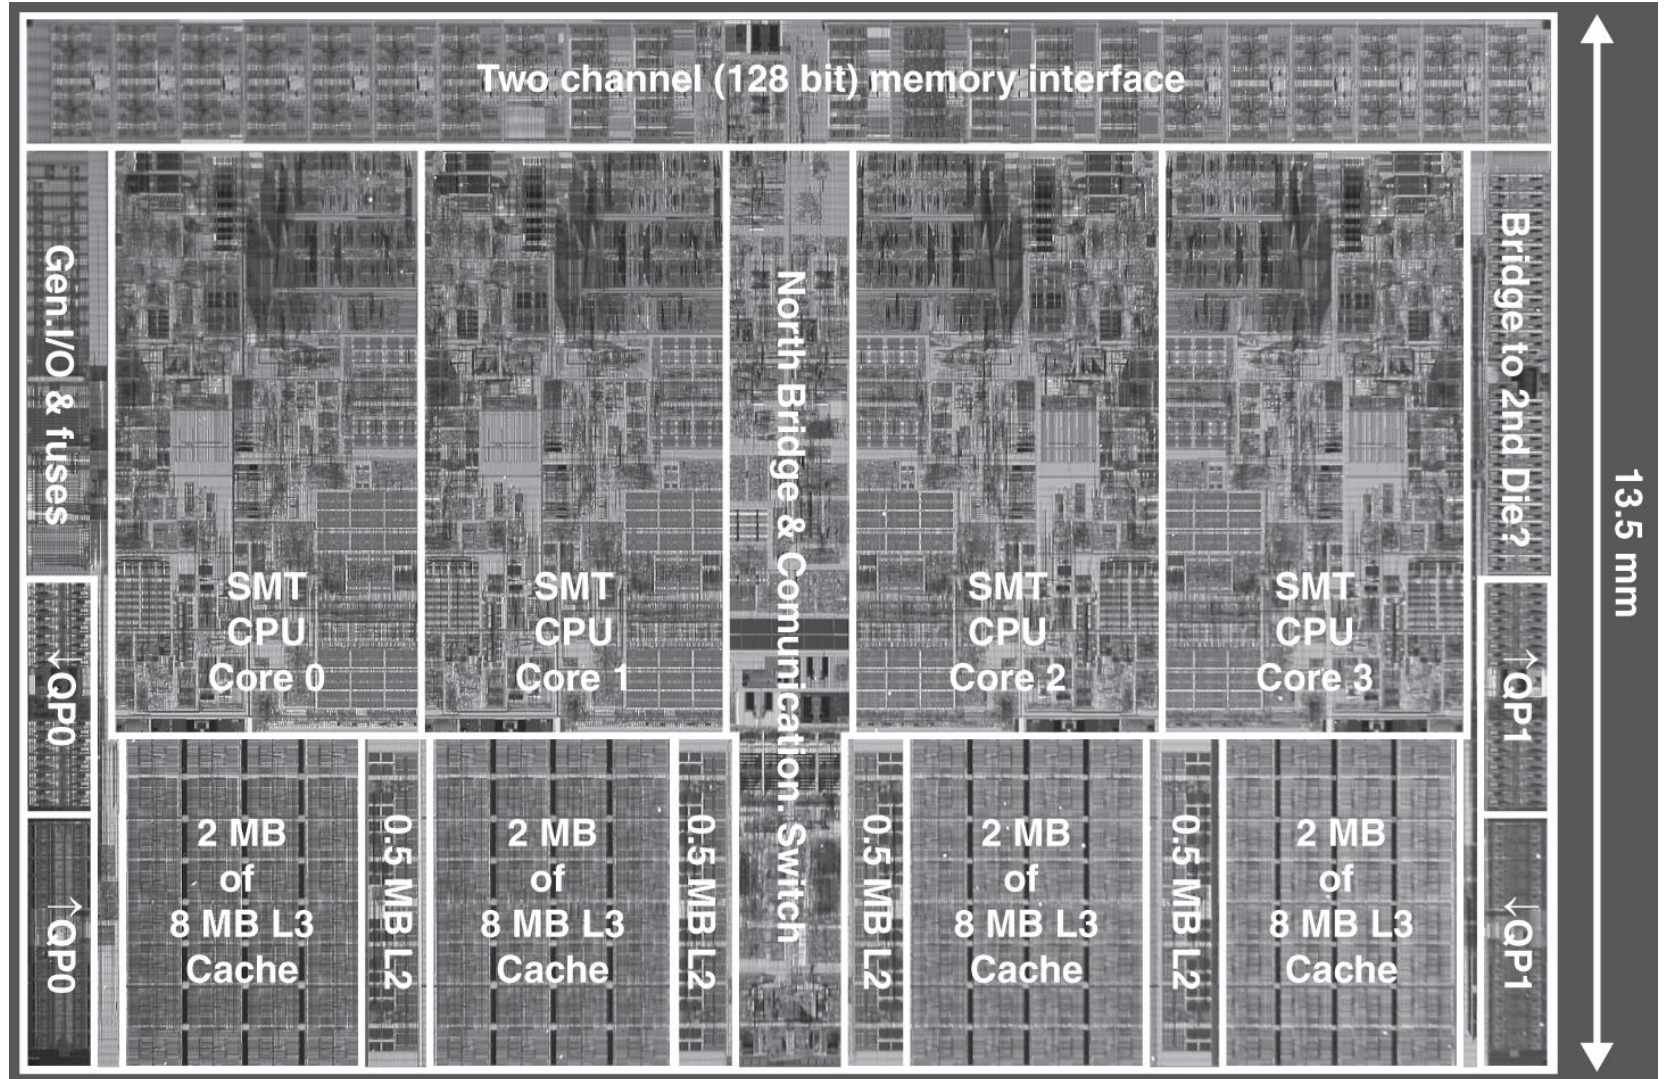 Two channel (128 bit) memory interface
Gen.I/O & fuses
SMT
CPU
Core 0
SMT
CPU
Core 1
North Bridge & Comunication. Switch
SMT
CPU
Core 2
SMT
CPU
Core 3
Bridge to 2nd Die?
13.5 mm
↓QP0
↑QP0
2 MB
of
8 MB L3
Cache
0.5 MB L2
2 MB
of
8 MB L3
Cache
0.5 MB L2
0.5 MB L2
2 MB
of
8 MB L3
Cache
0.5 MB L2
2 MB
of
8 MB L3
Cache
↑QP1
↓QP1